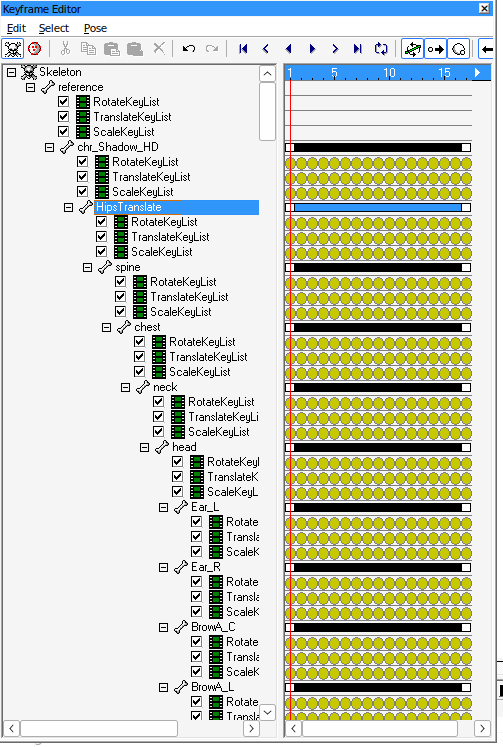 Keyframe Editor
Edit Select Pose
1 5 10 15
Skeleton
reference
RotateKeyList
TranslateKeyList
ScaleKeyList
chr_Shadow_HD
RotateKeyList
TranslateKeyList
ScaleKeyList
HipsTranslate
RotateKeyList
TranslateKeyList
ScaleKeyList
spine
RotateKeyList
TranslateKeyList
ScaleKeyList
chest
RotateKeyList
TranslateKeyList
ScaleKeyList
neck
RotateKeyList
TranslateKeyLi
ScaleKeyList
head
RotateKeyl
TranslateK
ScaleKeyL
Ear_L
Rotate
Transla
ScaleK
Ear_R
Rotate
Transla
ScaleK
BrowA_C
Rotate
Transla
ScaleK
BrowA_L
Rotate
Transla